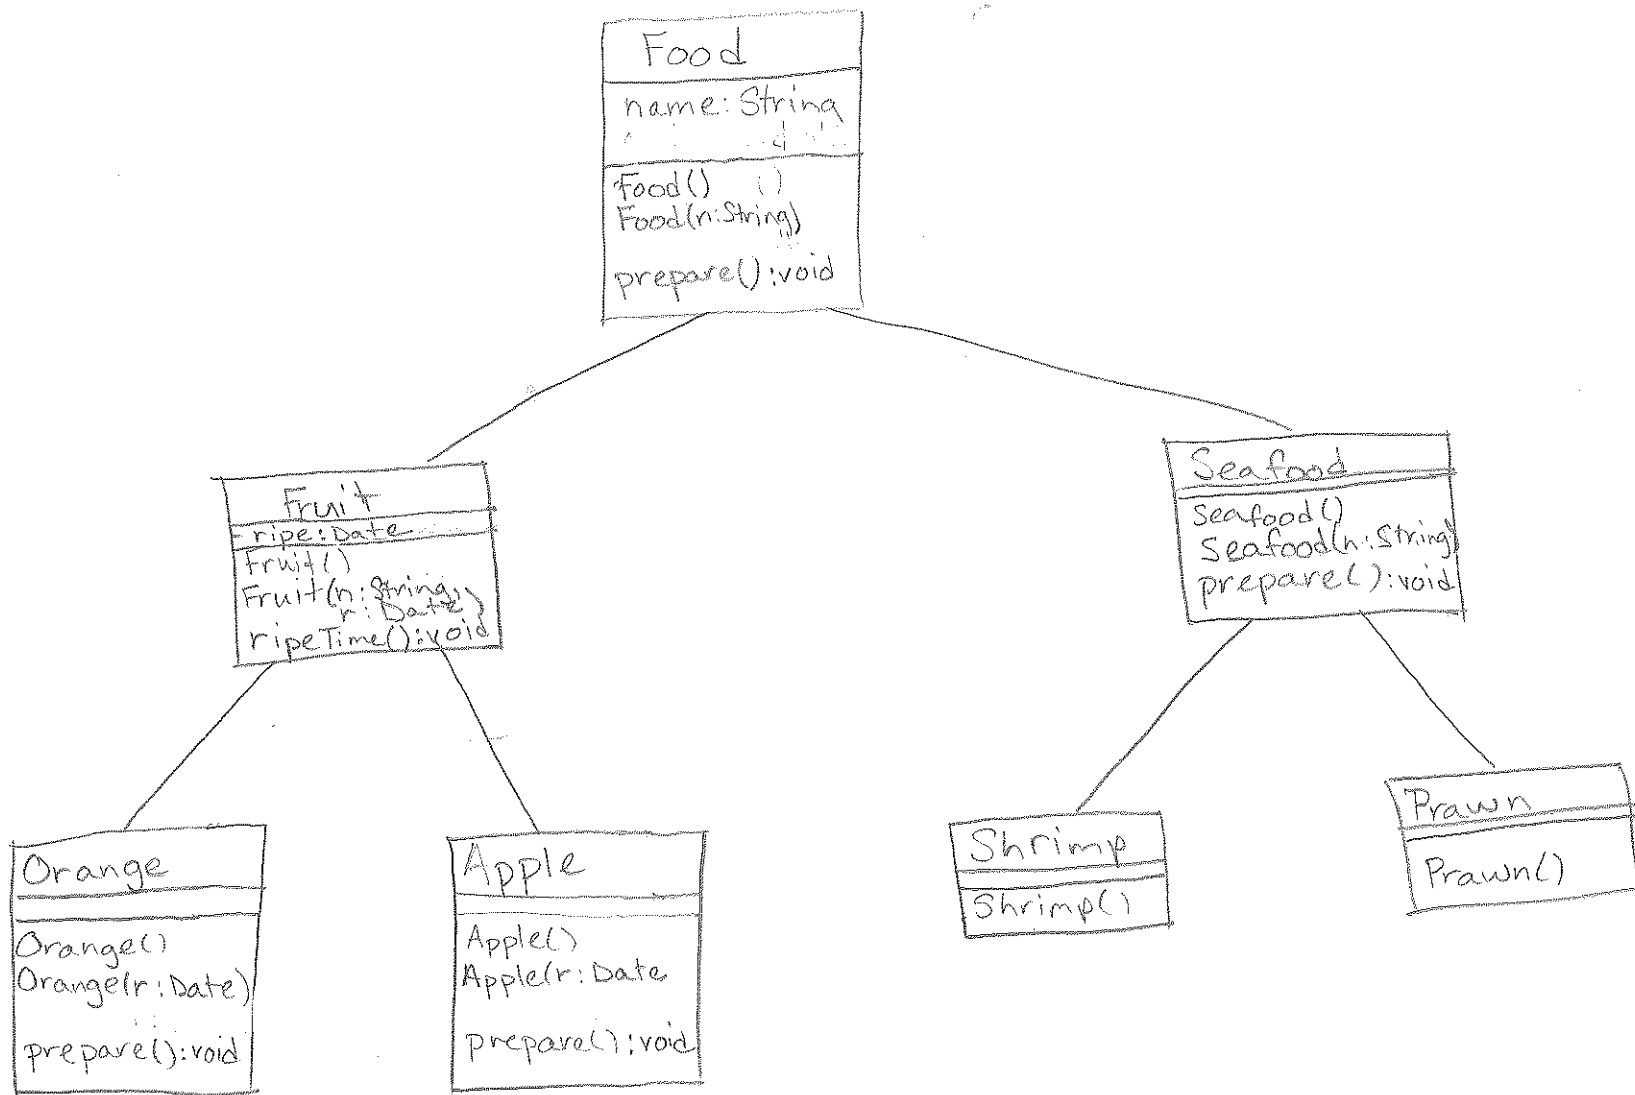 Food
name: String
Food()
()
Food(n: String)
prepare(): void
Fruit
ripe: Date
Fruit()
Fruit(n: String,
r: Date)
ripeTime(): void
Seafood
Seafood()
Seafood(n: String)
prepare(): void
Orange
Orange()
Orange(r: Date)
prepare(): void
Apple
Apple()
Apple(r: Date
prepare(): void
Shrimp
Shrimp()
Prawn
Prawn()